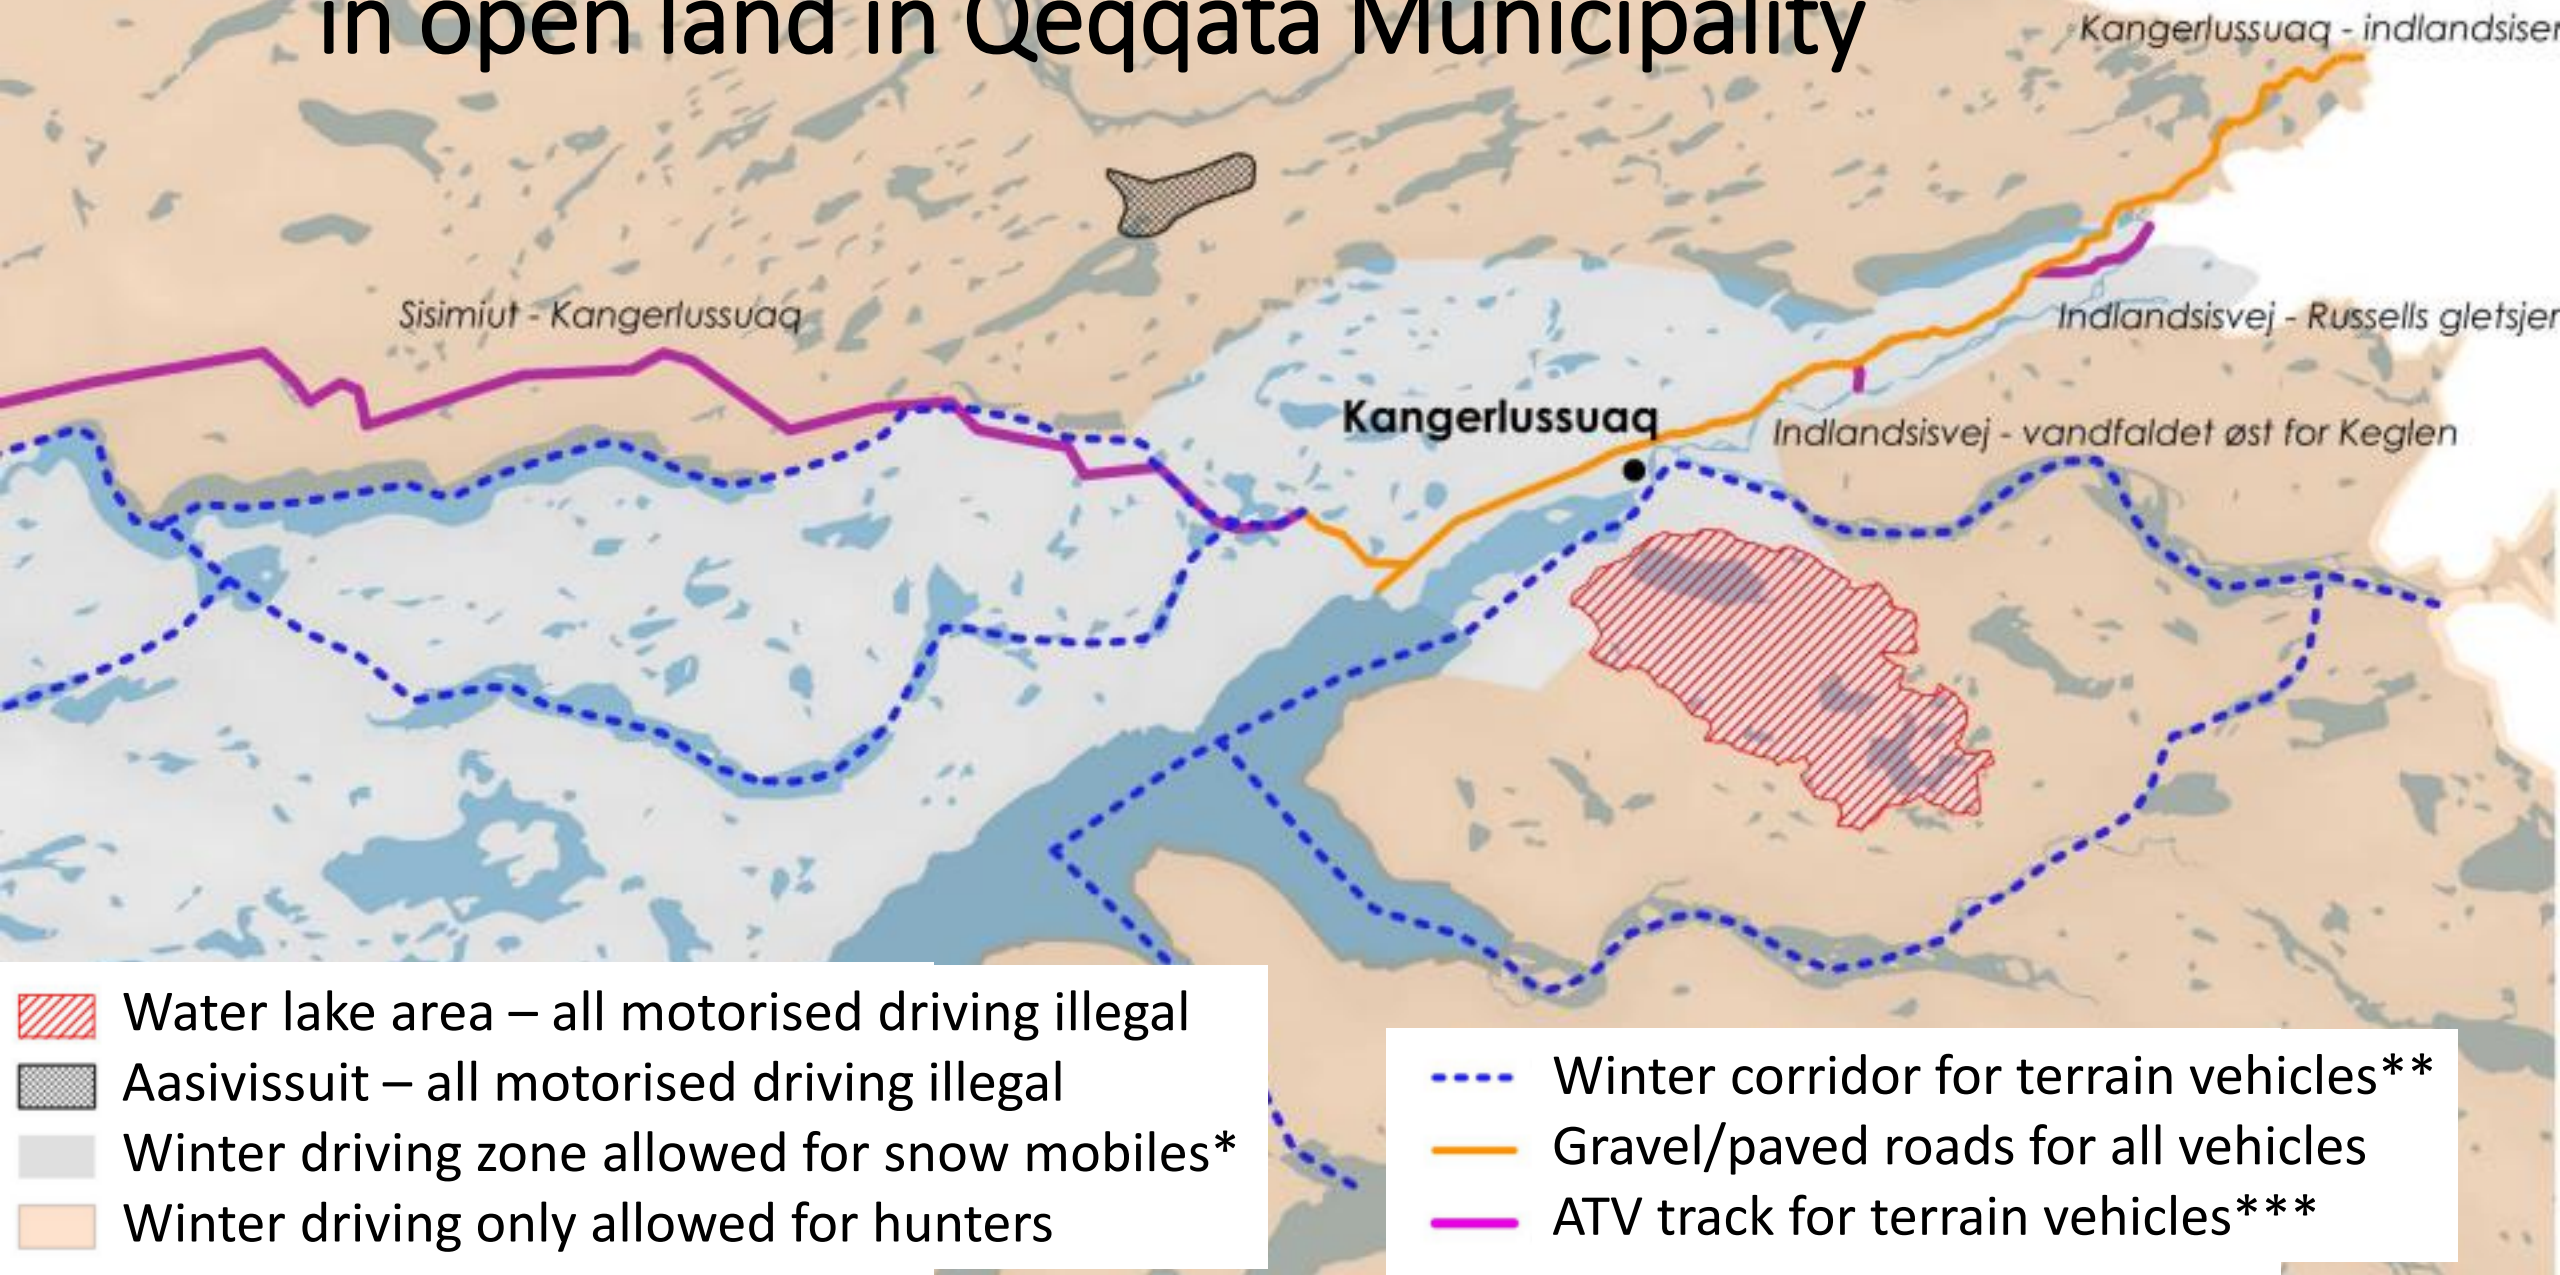 in open land in Qeqqata Municipality
Kangerlussuaq - indlandsisen
Sisimiut - Kangerlussuaq
Indlandsisvej - Russells gletsjer
Kangerlussuaq
Indlandsisvej - vandfaldet øst for Keglen
Water lake area – all motorised driving illegal
Aasivissuit – all motorised driving illegal
Winter driving zone allowed for snow mobiles*
Winter driving only allowed for hunters
Winter corridor for terrain vehicles**
Gravel/paved roads for all vehicles
ATV track for terrain vehicles***